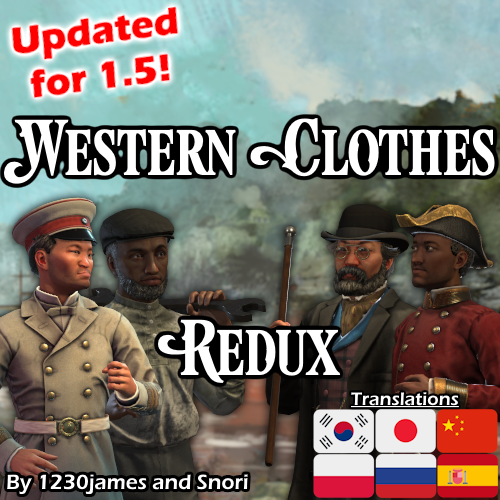 Updated
for 1.5!
Western Clothes
Redux
Translations
By 1230james and Snori